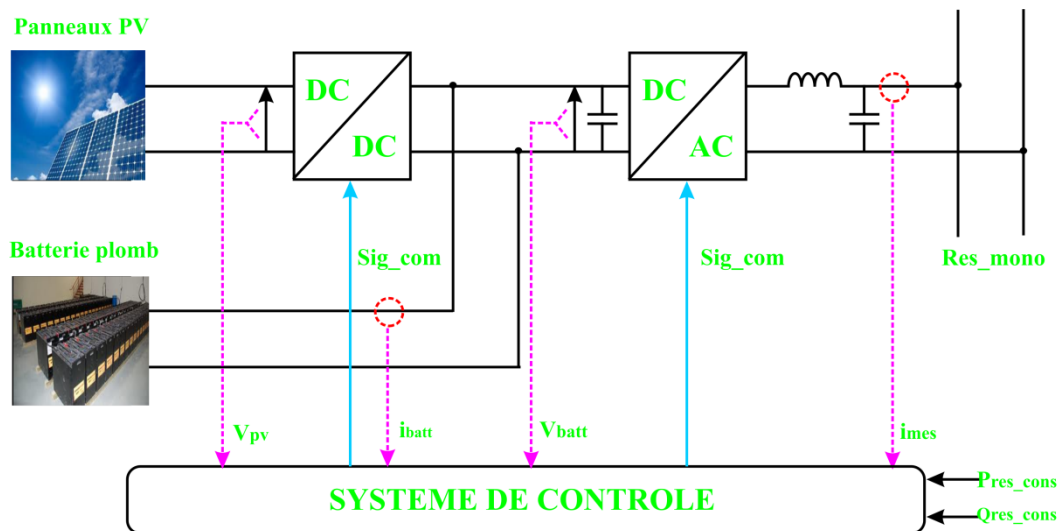 Panneaux PV
DC
DC
DC
AC
Batterie plomb
Sig_com
Sig_com
Res_mono
Vpv
ibatt
Vbatt
imes
SYSTEME DE CONTROLE
Pres_cons
Qres_cons